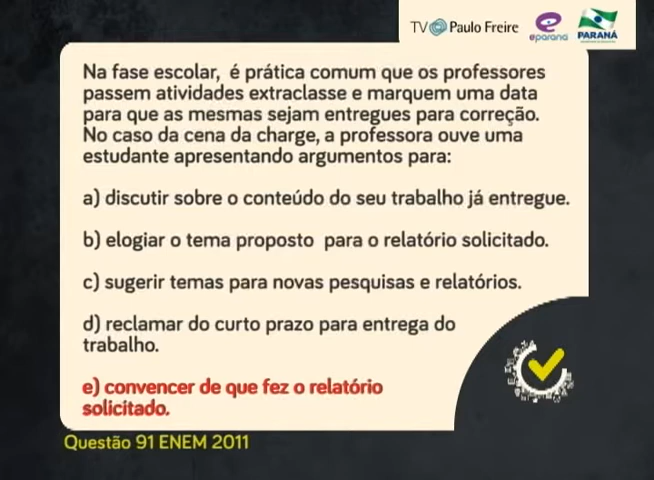 TV Paulo Freire
eparaná
PARANÁ
Na fase escolar, é prática comum que os professores
passem atividades extraclasse e marquem uma data
para que as mesmas sejam entregues para correção.
No caso da cena da charge, a professora ouve uma
estudante apresentando argumentos para:
a) discutir sobre o conteúdo do seu trabalho já entregue.
b) elogiar o tema proposto para o relatório solicitado.
c) sugerir temas para novas pesquisas e relatórios.
d) reclamar do curto prazo para entrega do
trabalho.
e) convencer de que fez o relatório
solicitado.
Questão 91 ENEM 2011